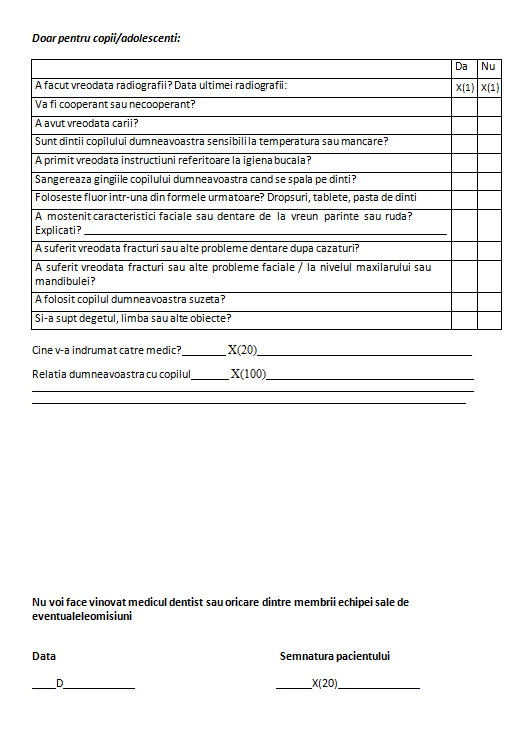 Doar pentru copii/adolescenti:
Da Nu
A facut vreodata radiografii? Data ultimei radiografii: X(1) X(1)
Va fi cooperant sau necooperant?
A avut vreodata carii?
Sunt dintii copilului dumneavoastra sensibili la temperatura sau mancare?
A primit vreodata instructiuni referitoare la igiena bucala?
Sangereaza gingiile copilului dumneavoastra cand se spala pe dinti?
Foloseste fluor intr-una din formele urmatoare? Dropsuri, tablete, pasta de dinti
A mostenit caracteristici faciale sau dentare de la vreun parinte sau ruda?
Explicati? ____________________
A suferit vreodata fracturi sau alte probleme dentare dupa cazaturi?
A suferit vreodata fracturi sau alte probleme faciale / la nivelul maxilarului sau
mandibulei?
A folosit copilul dumneavoastra suzeta?
Si-a supt degetul, limba sau alte obiecte?
Cine v-a indrumat catre medic?________ X(20)____________________
Relatia dumneavoastra cu copilul_______ X(100)____________________
Nu voi face vinovat medicul dentist sau oricare dintre membrii echipei sale de
eventualeleomisiuni
Data Semnatura pacientului
____D____________ ______X(20)______________